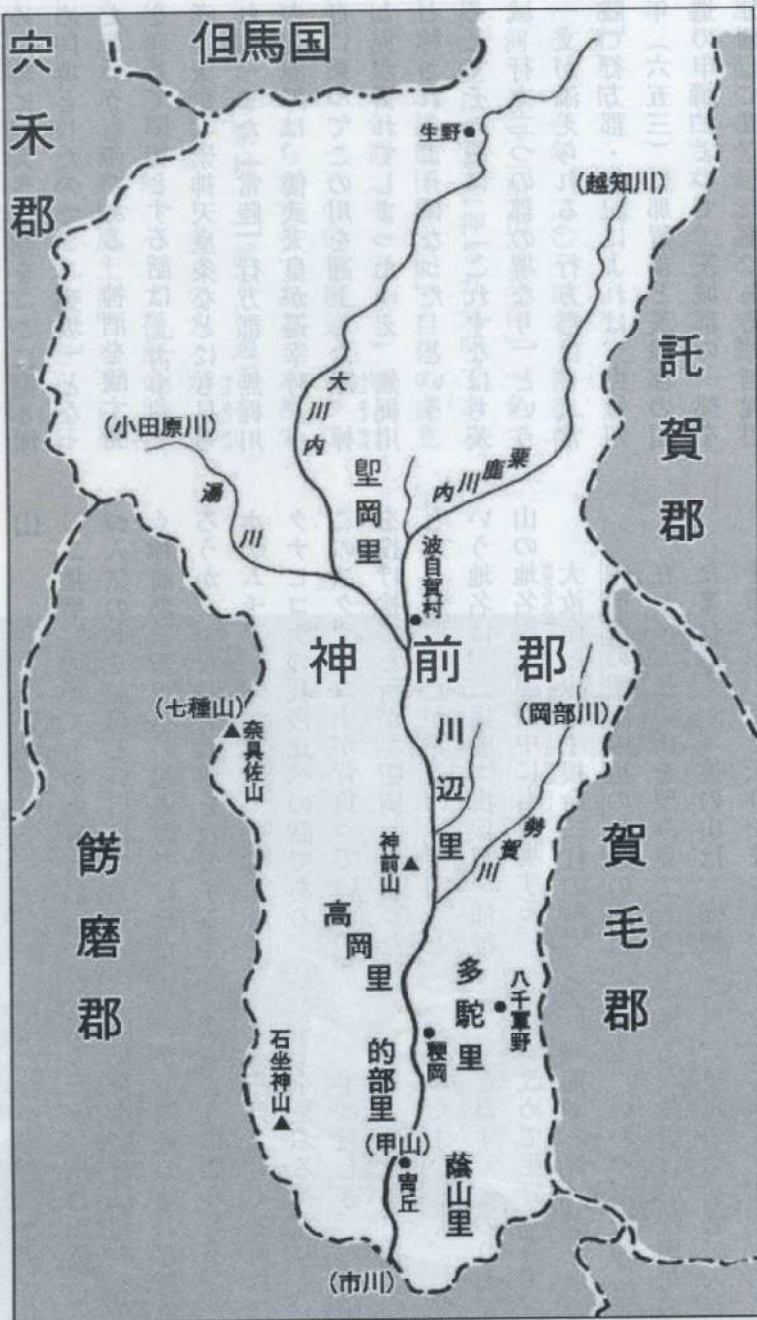 但馬国
宍禾郡
生野
（越知川）
託賀郡
大川内
（小田原川）
湯川
堲岡里
粟鹿川内
波自賀村
神前郡
（岡部川）
（七種山）
奈具佐山
川辺里
勢賀川
神前山
餝磨郡
賀毛郡
高岡里
多駝里
八千軍野
粳岡
的部里
石坐神山
（甲山）
冑丘
蔭山里
（市川）